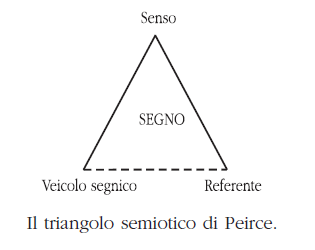 Senso
SEGNO
Veicolo segnico Referente
Il triangolo semiotico di Peirce.